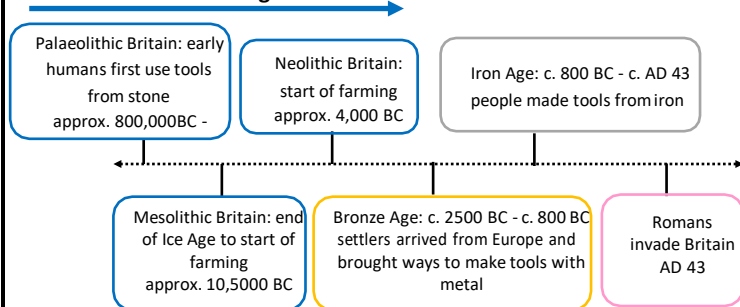 Palaeolithic Britain: early
humans first use tools
from stone
approx. 800,000BC -
Neolithic Britain:
start of farming
approx. 4,000 BC
Iron Age: c. 800 BC - c. AD 43
people made tools from iron
Mesolithic Britain: end
of Ice Age to start of
farming
approx. 10,5000 BC
Bronze Age: c. 2500 BC - c. 800 BC
settlers arrived from Europe and
brought ways to make tools with
metal
Romans
invade Britain
AD 43